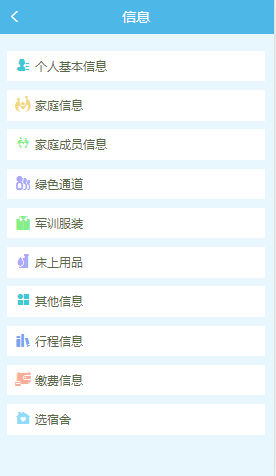 信息
个人基本信息
家庭信息
家庭成员信息
绿色通道
军训服装
床上用品
其他信息
行程信息
缴费信息
选宿舍